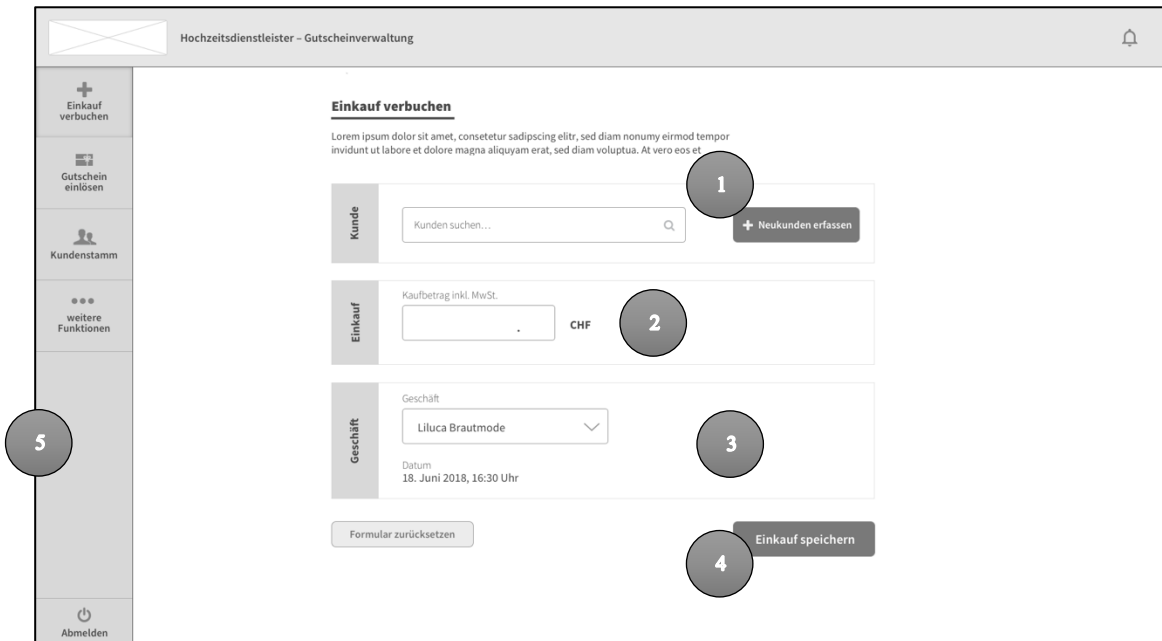 Hochzeitsdienstleister – Gutscheinverwaltung
Einkauf
verbuchen
Gutschein
einlösen
Kundenstamm
weitere
Funktionen
5
Abmelden
Einkauf verbuchen
Lorem ipsum dolor sit amet, consetetur sadipscing elitr, sed diam nonumy eirmod tempor
invidunt ut labore et dolore magna aliquyam erat, sed diam voluptua. At vero eos et
1
Kunde
Kunden suchen...
Neukunden erfassen
Einkauf
Kaufbetrag inkl. MwSt.
. CHF
2
Geschäft
Geschäft
Liluca Brautmode
3
Datum
18. Juni 2018, 16:30 Uhr
Formular zurücksetzen
Einkauf speichern
4